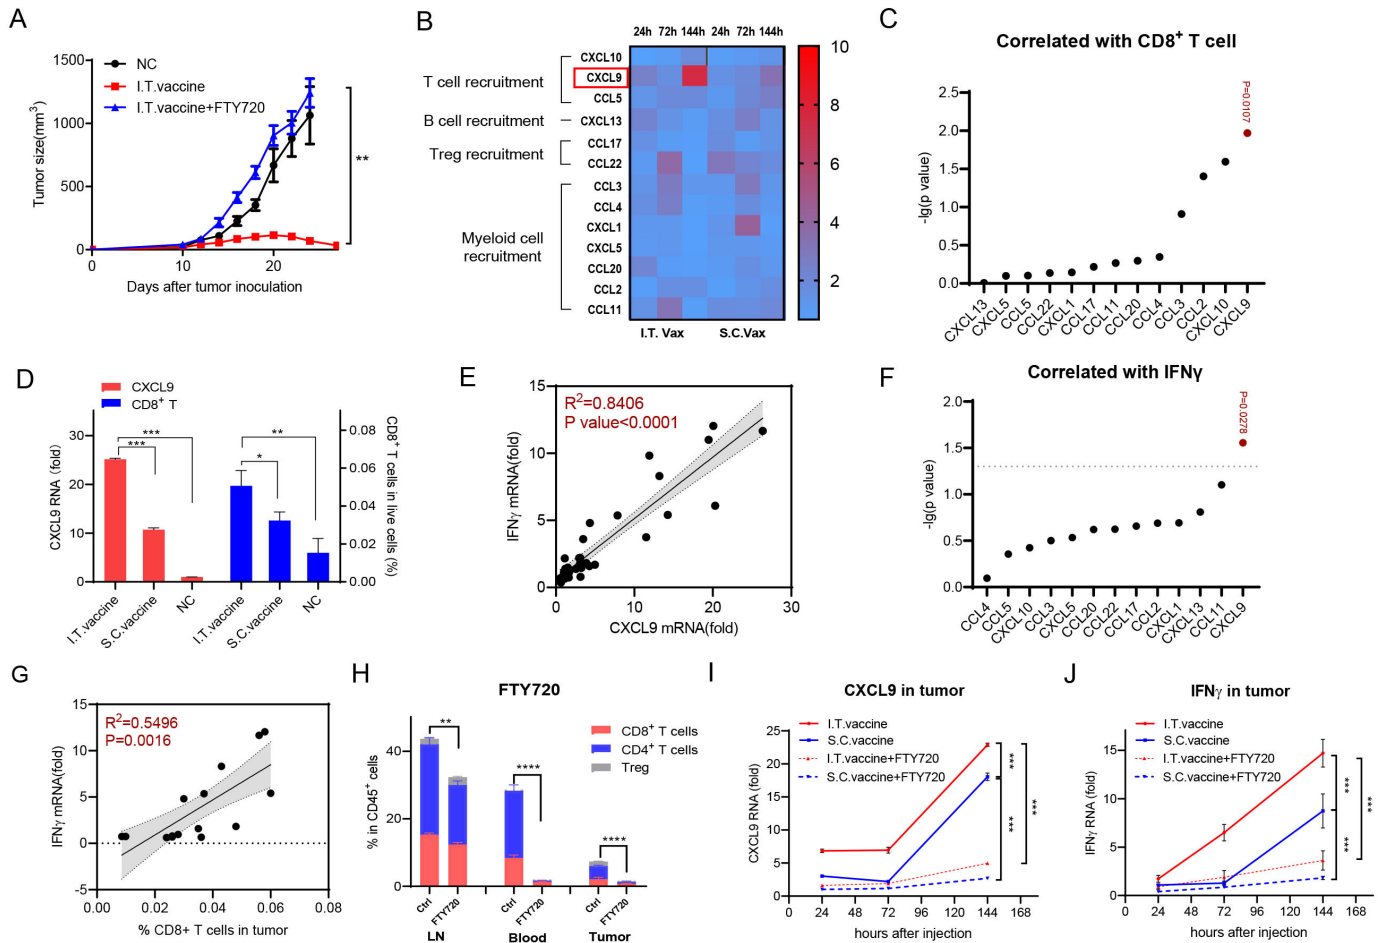 A
NC
I.T.vaccine
I.T.vaccine+FTY720
Tumor size(mm³)
1500
1000
500
0
0
10
20
Days after tumor inoculation
**
B
24h 72h 144h 24h 72h 144h
T cell recruitment
B cell recruitment
Treg recruitment
Myeloid cell
recruitment
CXCL10
CXCL9
CCL5
CXCL13
CCL17
CCL22
CCL3
CCL4
CXCL1
CXCL5
CCL20
CCL2
CCL11
I.T. Vax S.C.Vax
10
8
6
4
2
C
Correlated with CD8⁺ T cell
-lg(p value)
2.5
2.0
1.5
1.0
0.5
0.0
P=0.0107
CXCL13
CXCL5
CCL5
CCL22
CXCL1
CCL17
CCL11
CCL20
CCL4
CCL3
CCL2
CXCL10
CXCL9
D
CXCL9
CD8⁺ T
CXCL9 RNA (fold)
30
20
10
0
***
***
**
*
0.08
0.06
0.04
0.02
0.00
CD8⁺ T cells in live
cells (%)
I.T.vaccine
S.C.vaccine
NC
I.T.vaccine
S.C.vaccine
NC
E
R²=0.8406
P value<0.0001
IFNγ mRNA(fold)
15
10
5
0
0 10 20 30
CXCL9 mRNA(fold)
F
Correlated with IFNγ
-lg(p value)
2.0
1.5
1.0
0.5
0.0
P=0.0278
CCL4
CCL5
CXCL10
CCL3
CXCL5
CCL20
CCL22
CCL17
CCL2
CXCL1
CXCL13
CCL11
CXCL9
G
R²=0.5496
P=0.0016
IFNγ mRNA(fold)
15
10
5
0
−5
0.00 0.02 0.04 0.06 0.08
% CD8+ T cells in tumor
H
FTY720
CD8⁺ T cells
CD4⁺ T cells
Treg
% in CD45⁺ cells
40
20
0
**
****
****
Ctrl
FTY720
Ctrl
FTY720
Ctrl
FTY720
LN Blood Tumor
I
CXCL9 in tumor
I.T.vaccine
S.C.vaccine
I.T.vaccine+FTY720
S.C.vaccine+FTY720
CXCL9 RNA (fold)
25
20
15
10
5
0
0 24 48 72 96 120 144 168
hours after injection
***
***
***
J
IFNγ in tumor
I.T.vaccine
S.C.vaccine
I.T.vaccine+FTY720
S.C.vaccine+FTY720
IFNγ RNA (fold)
15
10
5
0
0 24 48 72 96 120 144 168
hours after injection
***
***
***